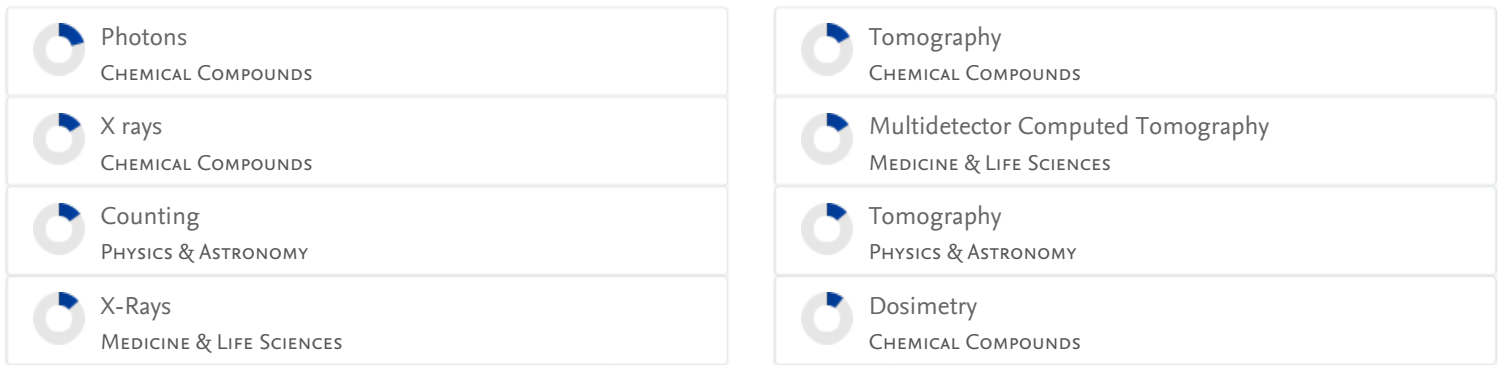 Photons
Chemical Compounds
Tomography
Chemical Compounds
X rays
Chemical Compounds
Multidetector Computed Tomography
Medicine & Life Sciences
Counting
Physics & Astronomy
Tomography
Physics & Astronomy
X-Rays
Medicine & Life Sciences
Dosimetry
Chemical Compounds